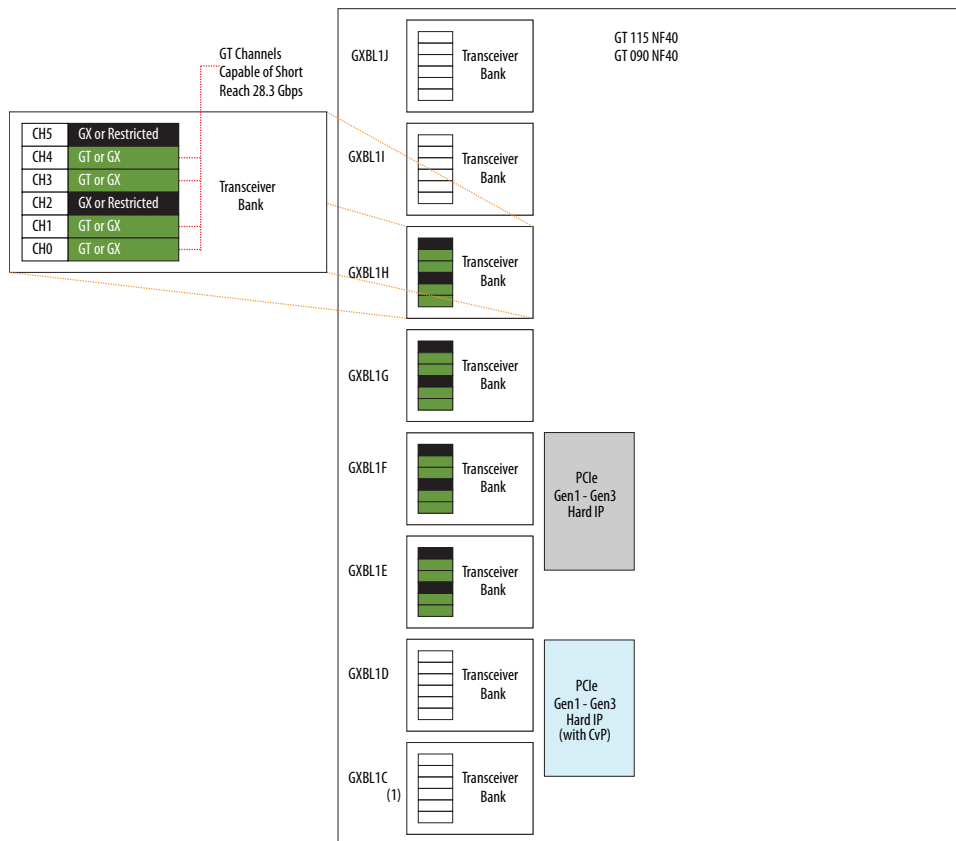 GT 115 NF40
GT 090 NF40
GT Channels
Capable of Short
Reach 28.3 Gbps
CH5 GX or Restricted
CH4 GT or GX
CH3 GT or GX
CH2 GX or Restricted
CH1 GT or GX
CH0 GT or GX
Transceiver
Bank
GXBL1J
Transceiver
Bank
GXBL1I
Transceiver
Bank
GXBL1H
Transceiver
Bank
GXBL1G
Transceiver
Bank
GXBL1F
Transceiver
Bank
PCIe
Gen1 - Gen3
Hard IP
GXBL1E
Transceiver
Bank
GXBL1D
Transceiver
Bank
PCIe
Gen1 - Gen3
Hard IP
(with CvP)
GXBL1C
(1)
Transceiver
Bank